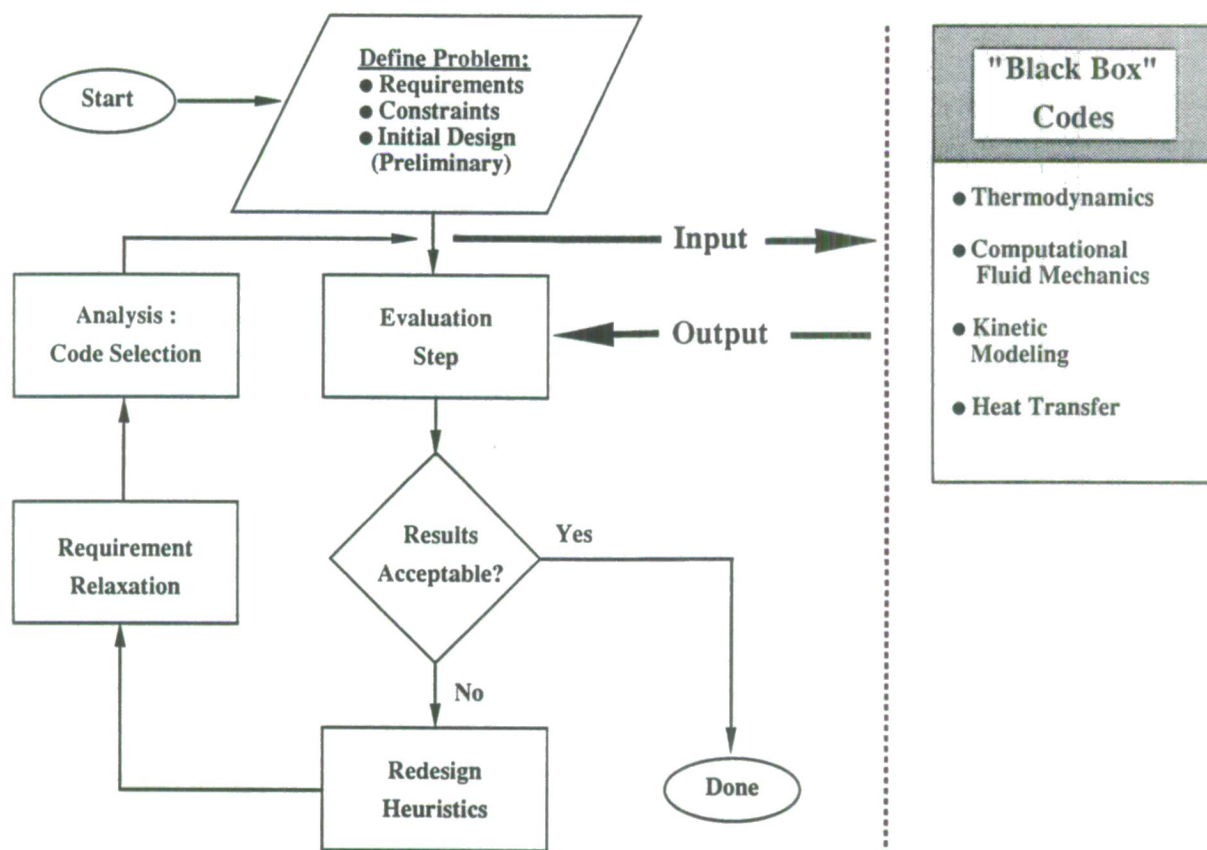 Start
Define Problem:
● Requirements
● Constraints
● Initial Design
(Preliminary)
Input
Analysis :
Code Selection
Evaluation
Step
Output
Requirement
Relaxation
Results
Acceptable?
Yes
No
Redesign
Heuristics
Done
"Black Box"
Codes
● Thermodynamics
● Computational
Fluid Mechanics
● Kinetic
Modeling
● Heat Transfer